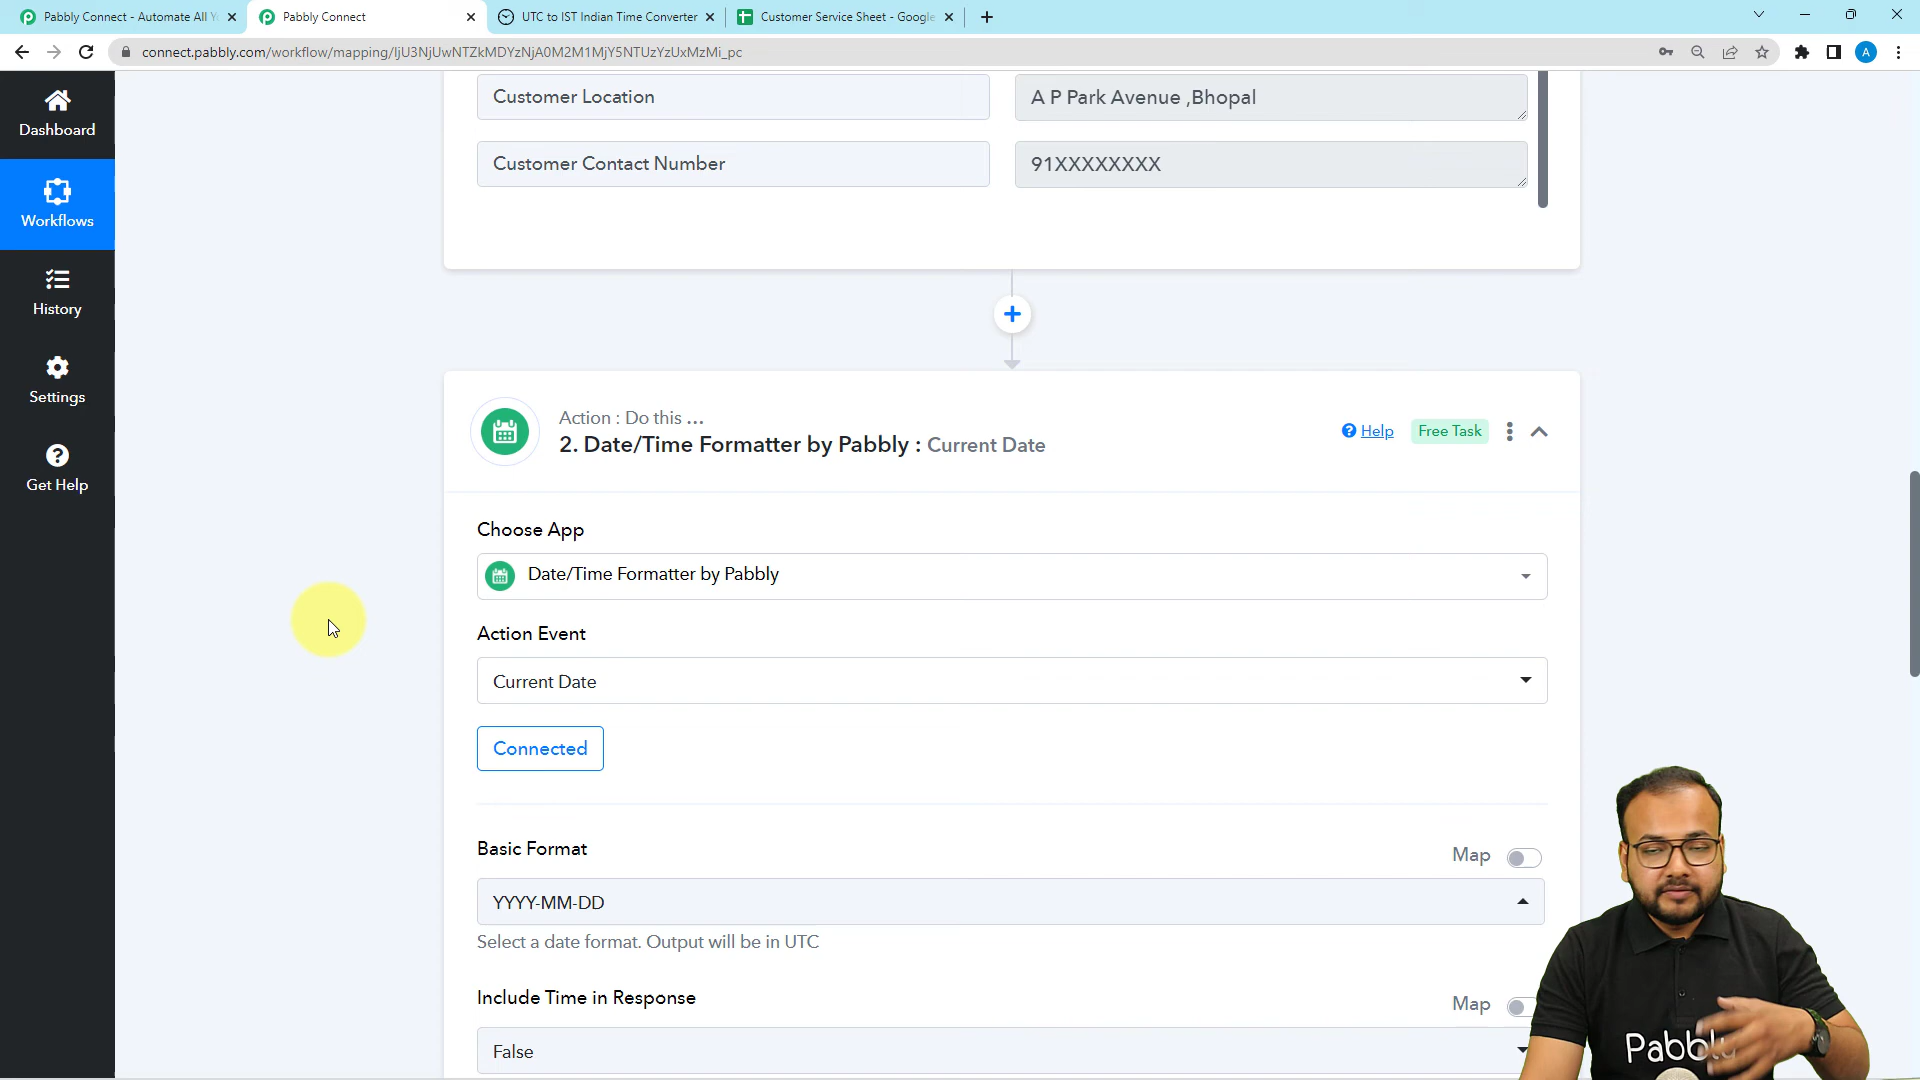 Pabbly Connect - Automate All Y
Pabbly Connect
UTC to IST Indian Time Converter
Customer Service Sheet - Google
connect.pabbly.com/workflow/mapping/IjU3NjUwNTZkMDYzNjA0M2M1MjY5NTUzYzUxMzMi_pc
A
Dashboard
Workflows
History
Settings
Get Help
Customer Location
A P Park Avenue ,Bhopal
Customer Contact Number
91XXXXXXXX
Action : Do this ...
2. Date/Time Formatter by Pabbly : Current Date
Help
Free Task
Choose App
Date/Time Formatter by Pabbly
Action Event
Current Date
Connected
Basic Format
Map
YYYY-MM-DD
Select a date format. Output will be in UTC
Include Time in Response
Map
False
Pabbly